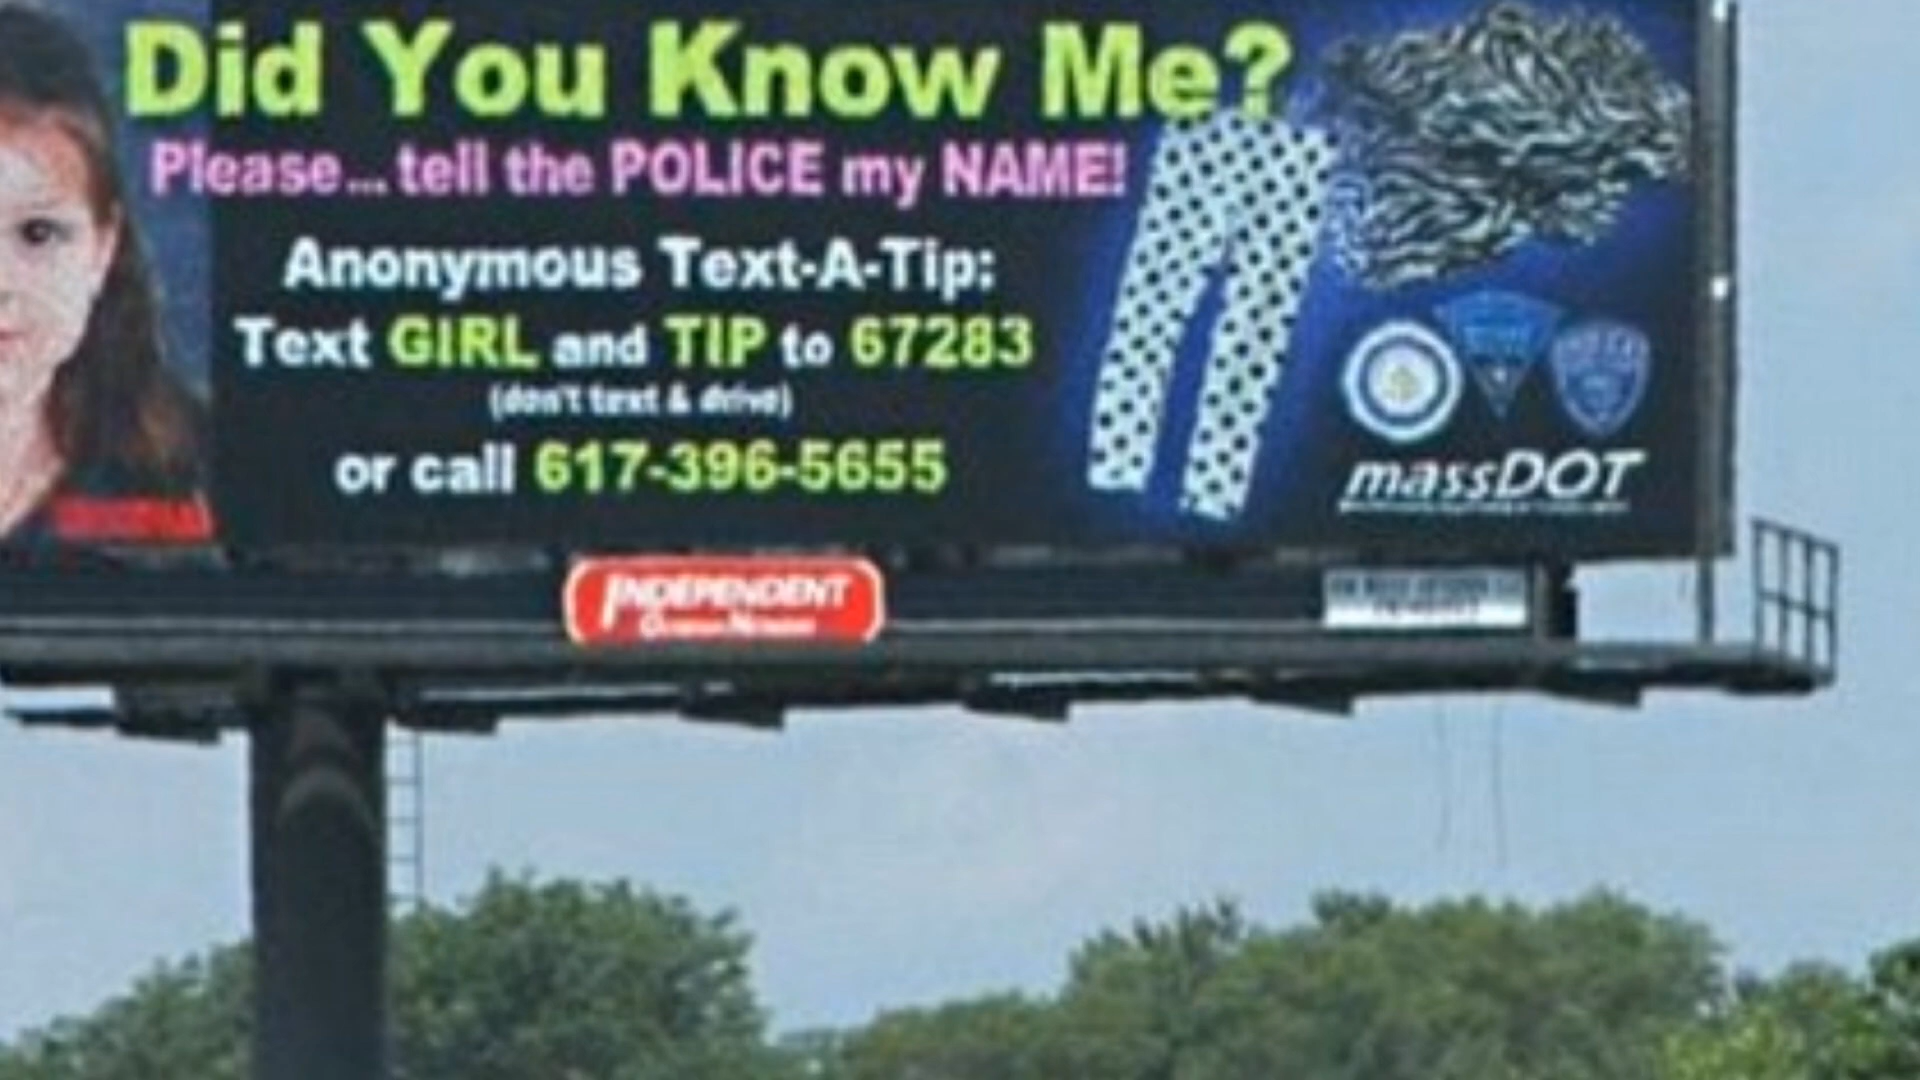 Did You Know Me?
Please... tell the POLICE my NAME!
Anonymous Text-A-Tip:
Text GIRL and TIP to 67283
(don't text & drive)
or call 617-396-5655
massDOT
INDEPENDENT